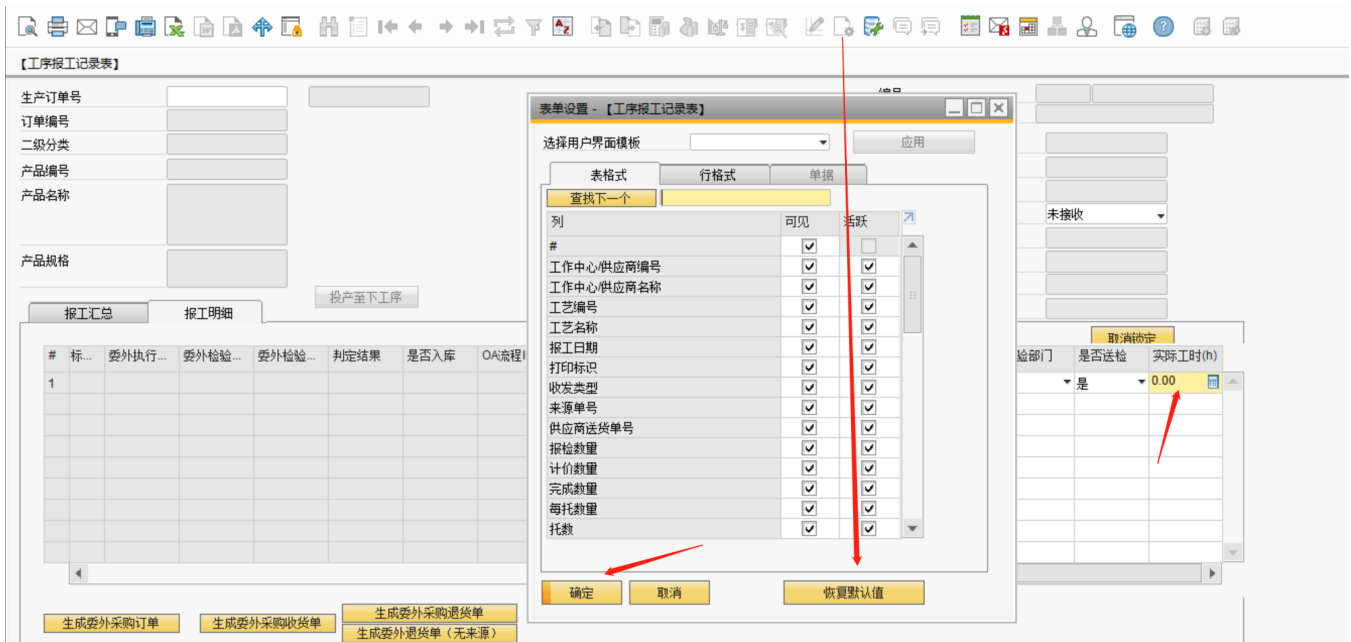 【工序报工记录表】
生产订单号
订单编号
二级分类
产品编号
产品名称
产品规格
投产至下工序
报工汇总
报工明细
# 标... 委外执行... 委外检验... 委外检验... 判定结果 是否入库 OA流程I
1
生成委外采购订单
生成委外采购收货单
生成委外采购退货单
生成委外退货单（无来源）
表单设置 - 【工序报工记录表】
选择用户界面模板
应用
表格式
行格式
单据
查找下一个
列 可见 活跃
#
工作中心/供应商编号
工作中心/供应商名称
工艺编号
工艺名称
报工日期
打印标识
收发类型
来源单号
供应商送货单号
报检数量
计价数量
完成数量
每托数量
托数
确定
取消
恢复默认值
未接收
取消锁定
验部门 是否送检 实际工时(h)
是 0.00